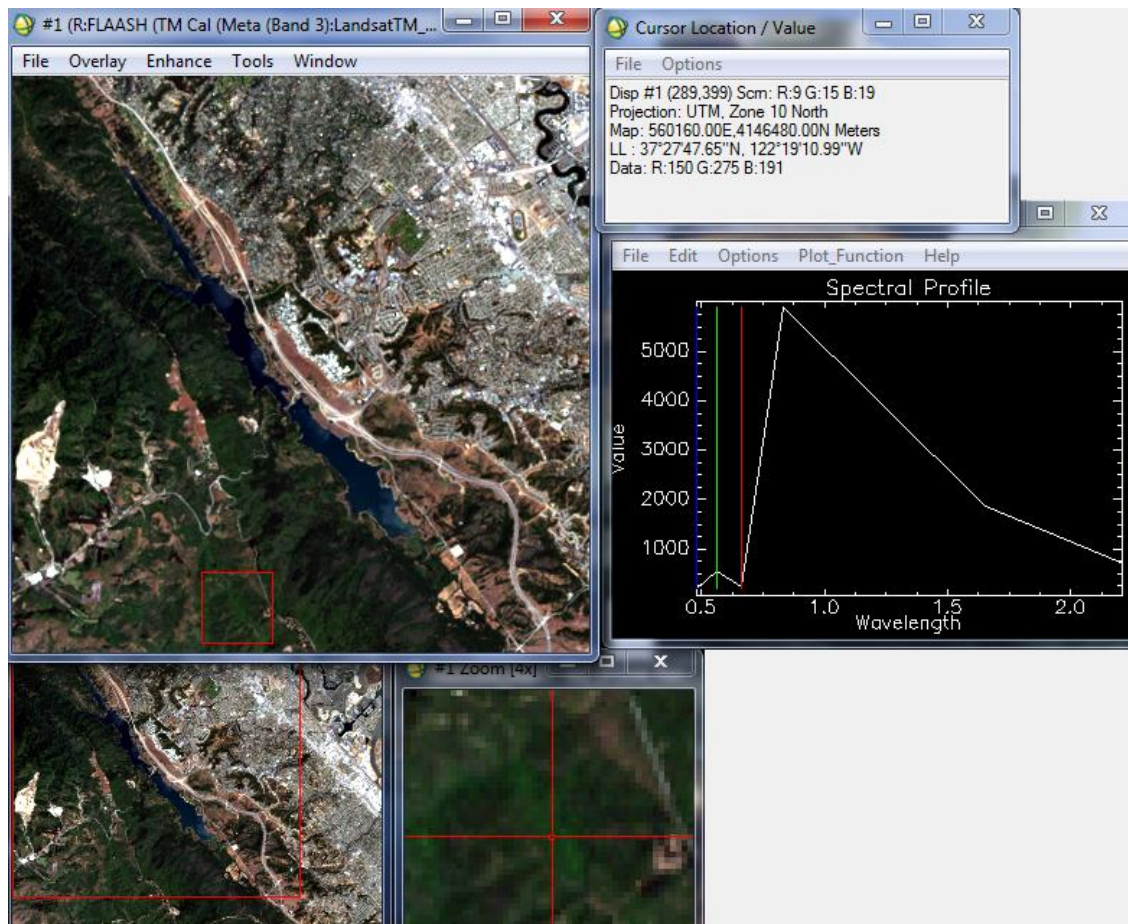 #1 (R:FLAASH (TM Cal (Meta (Band 3):LandsatTM_...
File Overlay Enhance Tools Window
Cursor Location / Value
File Options
Disp #1 (289,399) Scrn: R:9 G:15 B:19
Projection: UTM, Zone 10 North
Map: 560160.00E,4146480.00N Meters
LL : 37°27'47.65"N, 122°19'10.99"W
Data: R:150 G:275 B:191
File Edit Options Plot_Function Help
Spectral Profile
5000
4000
3000
2000
1000
Value
0.5 1.0 1.5 2.0
Wavelength
#1 Zoom [4x]